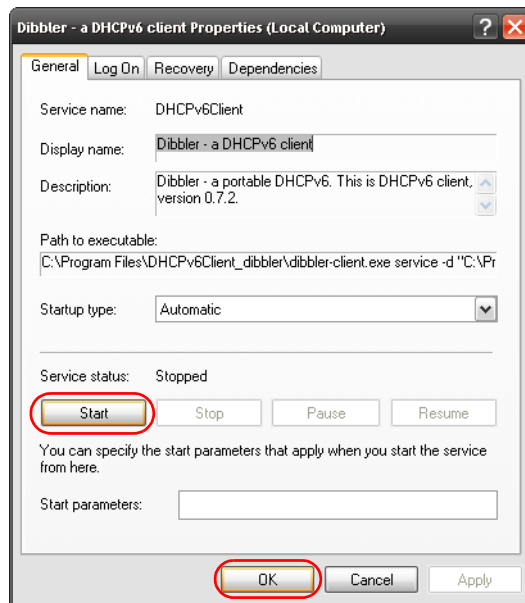 Dibbler - a DHCPv6 client Properties (Local Computer)
General Log On Recovery Dependencies
Service name: DHCPv6Client
Display name: Dibbler - a DHCPv6 client
Description: Dibbler - a portable DHCPv6. This is DHCPv6 client,
version 0.7.2.
Path to executable:
C:\Program Files\DHCPv6Client_dibbler\dibbler-client.exe service -d "C:\Pr
Startup type: Automatic
Service status: Stopped
Start Stop Pause Resume
You can specify the start parameters that apply when you start the service
from here.
Start parameters:
OK Cancel Apply